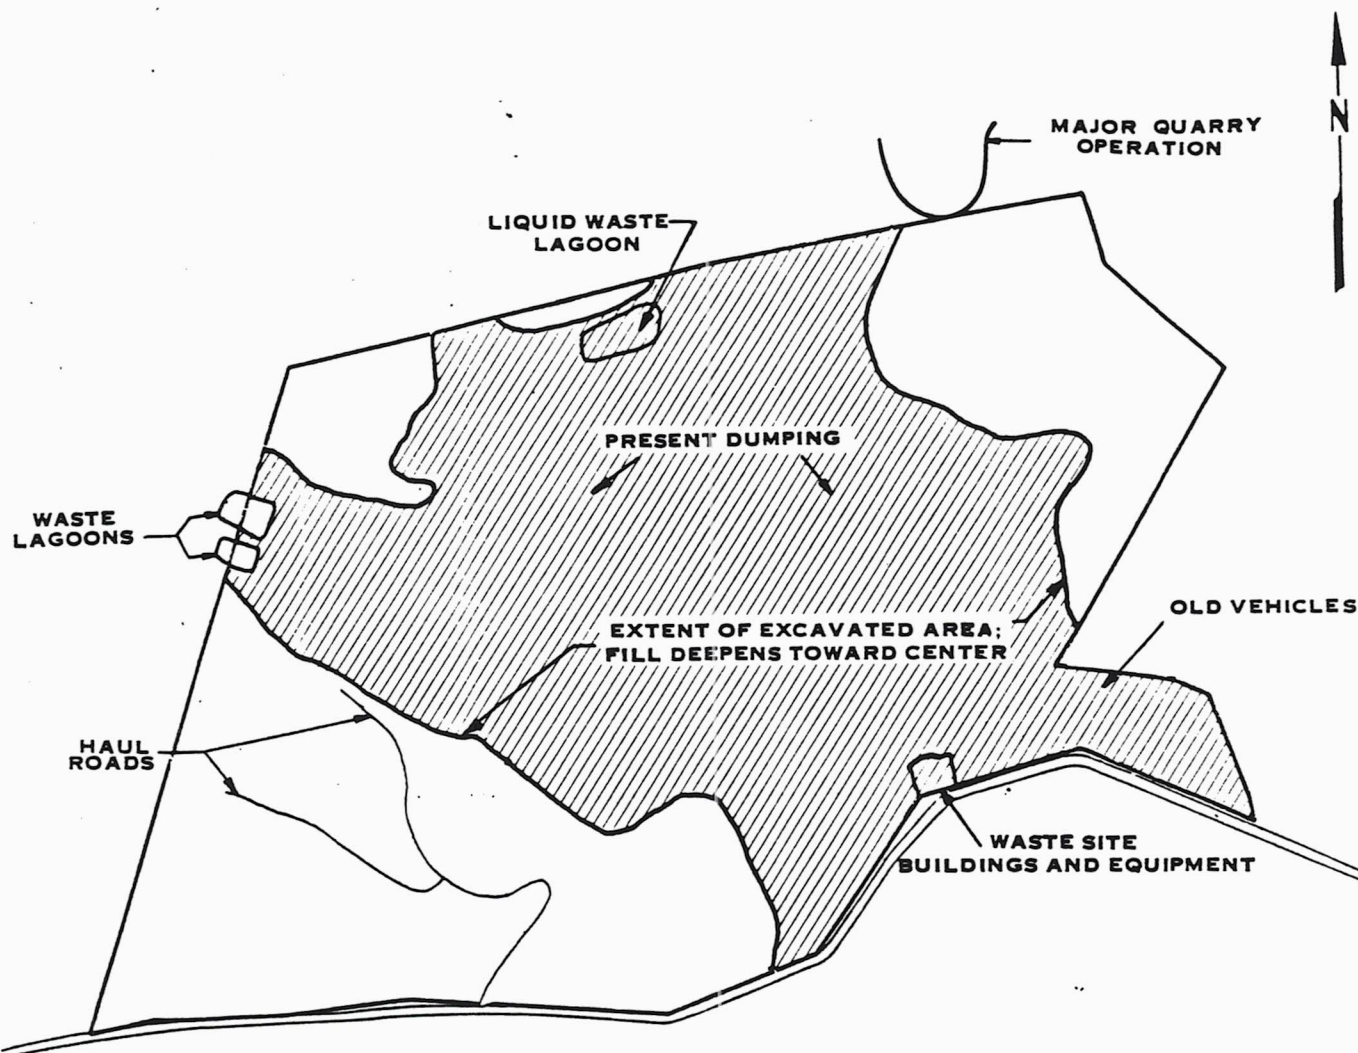 N
MAJOR QUARRY
OPERATION
LIQUID WASTE
LAGOON
PRESENT DUMPING
WASTE
LAGOONS
OLD VEHICLES
EXTENT OF EXCAVATED AREA;
FILL DEEPENS TOWARD CENTER
HAUL
ROADS
WASTE SITE
BUILDINGS AND EQUIPMENT